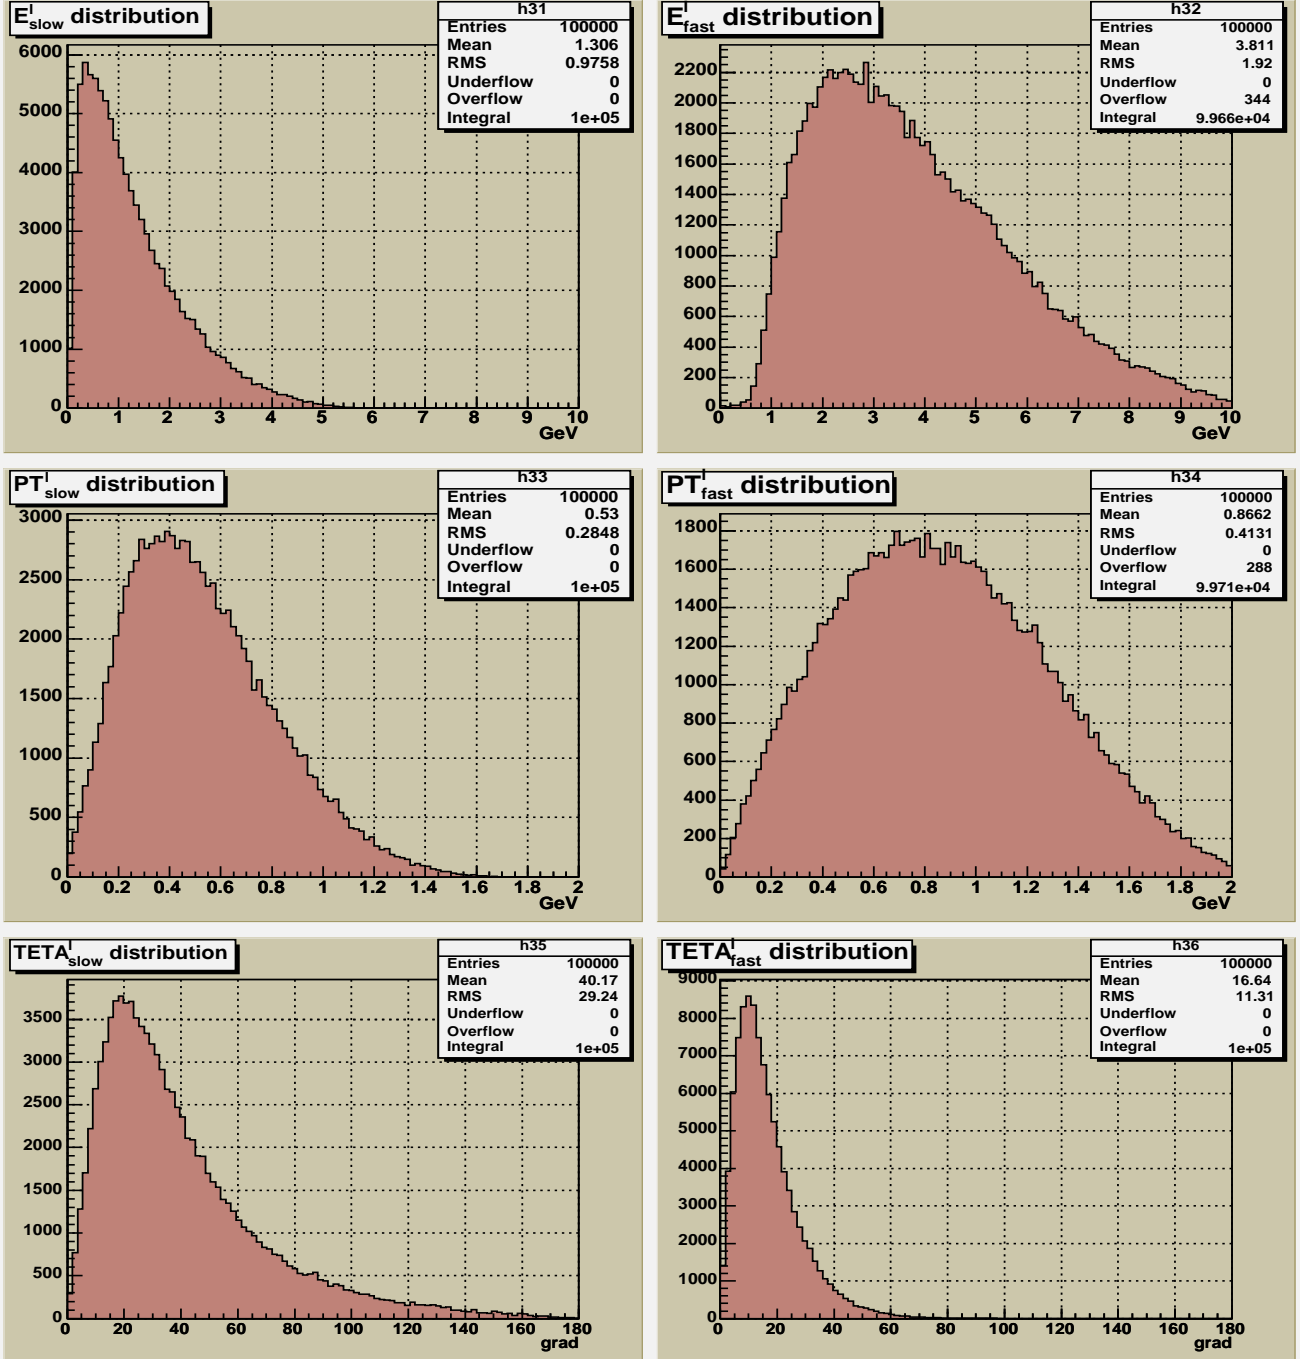 E^l_slow distribution
h31
Entries 100000
Mean 1.306
RMS 0.9758
Underflow 0
Overflow 0
Integral 1e+05
6000
5000
4000
3000
2000
1000
0
0 1 2 3 4 5 6 7 8 9 10
GeV
E^l_fast distribution
h32
Entries 100000
Mean 3.811
RMS 1.92
Underflow 0
Overflow 344
Integral 9.966e+04
2200
2000
1800
1600
1400
1200
1000
800
600
400
200
0
0 1 2 3 4 5 6 7 8 9 10
GeV
PT^l_slow distribution
h33
Entries 100000
Mean 0.53
RMS 0.2848
Underflow 0
Overflow 0
Integral 1e+05
3000
2500
2000
1500
1000
500
0
0 0.2 0.4 0.6 0.8 1 1.2 1.4 1.6 1.8 2
GeV
PT^l_fast distribution
h34
Entries 100000
Mean 0.8662
RMS 0.4131
Underflow 0
Overflow 288
Integral 9.971e+04
1800
1600
1400
1200
1000
800
600
400
200
0
0 0.2 0.4 0.6 0.8 1 1.2 1.4 1.6 1.8 2
GeV
TETA^l_slow distribution
h35
Entries 100000
Mean 40.17
RMS 29.24
Underflow 0
Overflow 0
Integral 1e+05
3500
3000
2500
2000
1500
1000
500
0
0 20 40 60 80 100 120 140 160 180
grad
TETA^l_fast distribution
h36
Entries 100000
Mean 16.64
RMS 11.31
Underflow 0
Overflow 0
Integral 1e+05
9000
8000
7000
6000
5000
4000
3000
2000
1000
0
0 20 40 60 80 100 120 140 160 180
grad